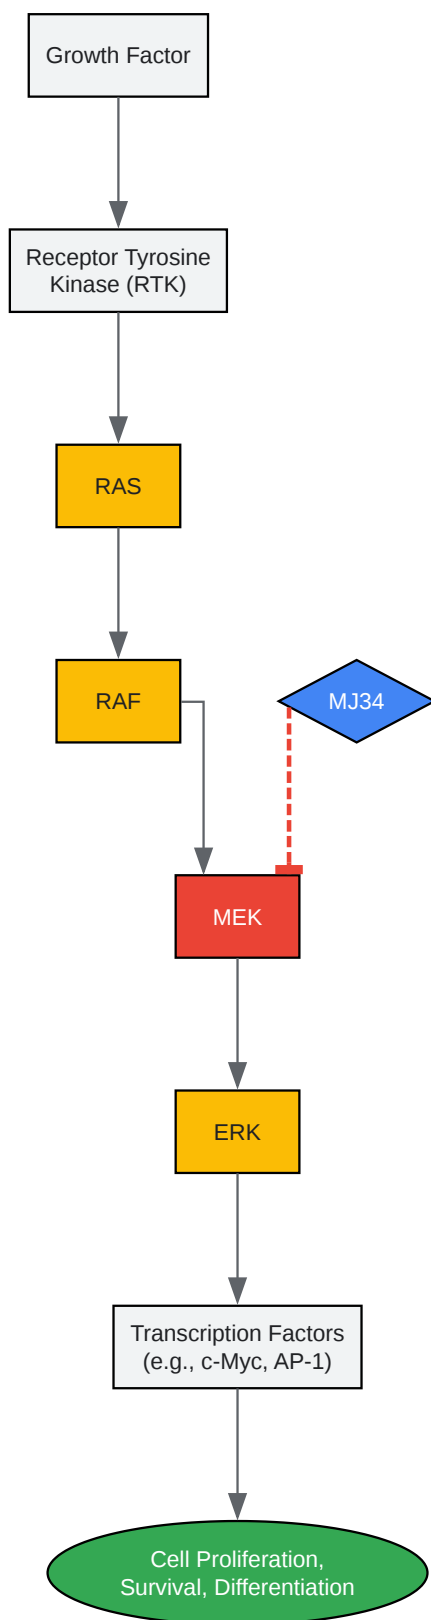 Growth Factor
Receptor Tyrosine
Kinase (RTK)
RAS
RAF
MJ34
MEK
ERK
Transcription Factors
(e.g., c-Myc, AP-1)
Cell Proliferation,
Survival, Differentiation